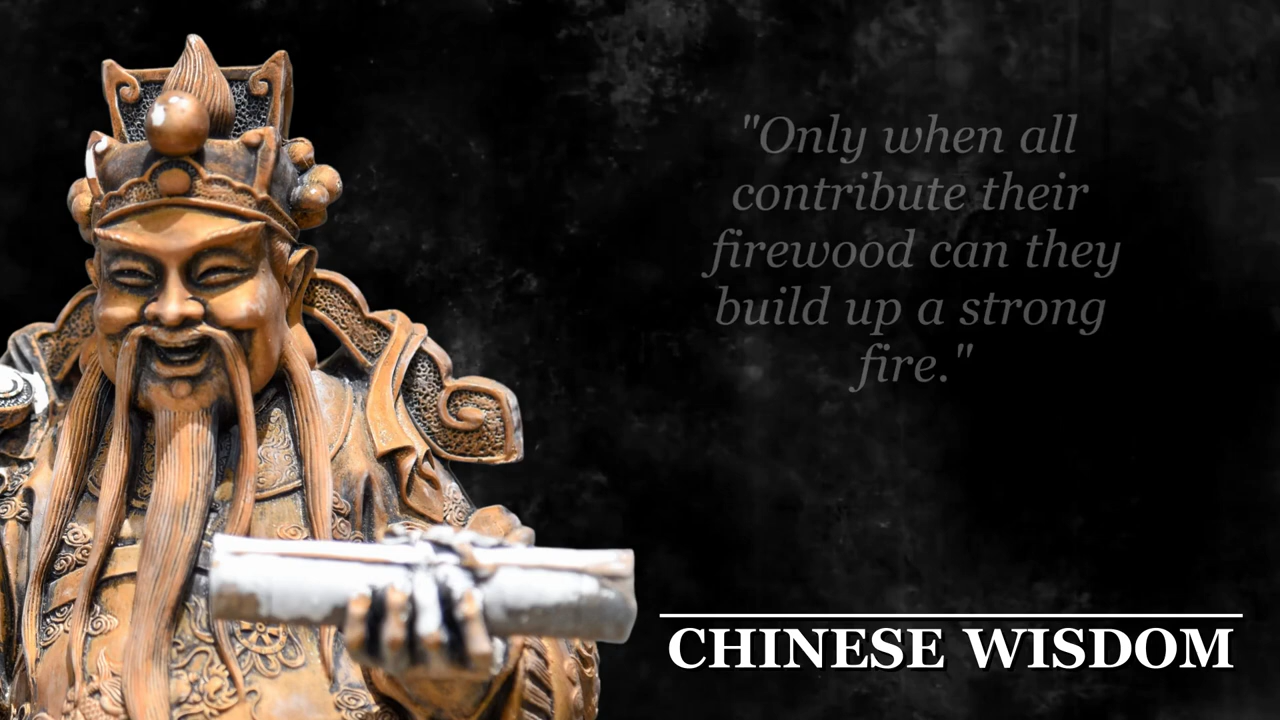 "Only when all
contribute their
firewood can they
build up a strong
fire."
CHINESE WISDOM